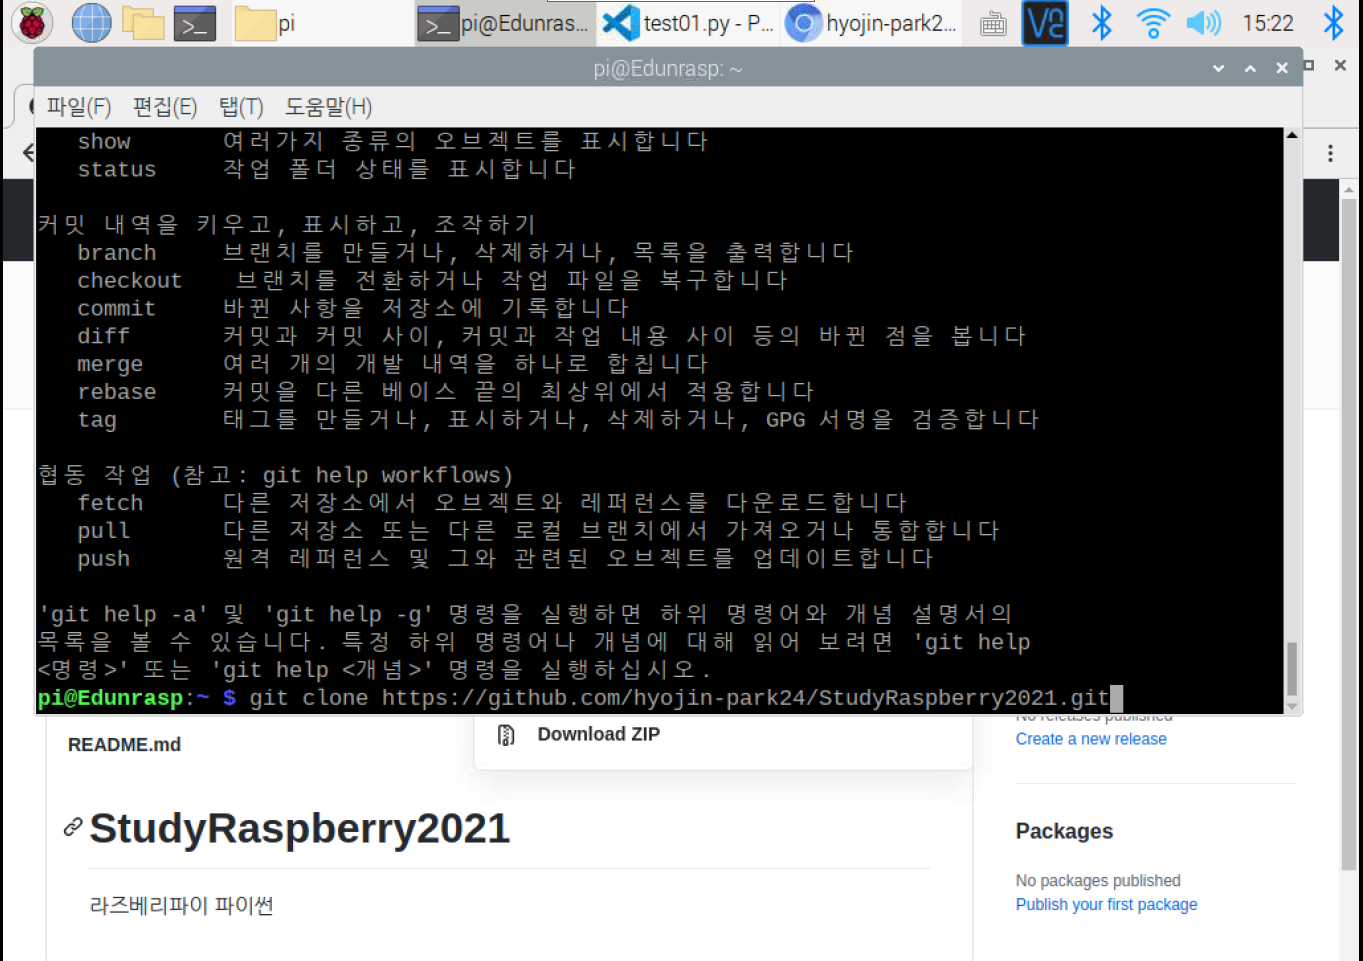 pi
pi@Edunras...
test01.py - P...
hyojin-park2...
15:22
pi@Edunrasp: ~
파일(F) 편집(E) 탭(T) 도움말(H)
show 여러가지 종류의 오브젝트를 표시합니다
status 작업 폴더 상태를 표시합니다
커밋 내역을 키우고, 표시하고, 조작하기
branch 브랜치를 만들거나, 삭제하거나, 목록을 출력합니다
checkout 브랜치를 전환하거나 작업 파일을 복구합니다
commit 바뀐 사항을 저장소에 기록합니다
diff 커밋과 커밋 사이, 커밋과 작업 내용 사이 등의 바뀐 점을 봅니다
merge 여러 개의 개발 내역을 하나로 합칩니다
rebase 커밋을 다른 베이스 끝의 최상위에서 적용합니다
tag 태그를 만들거나, 표시하거나, 삭제하거나, GPG 서명을 검증합니다
협동 작업 (참고: git help workflows)
fetch 다른 저장소에서 오브젝트와 레퍼런스를 다운로드합니다
pull 다른 저장소 또는 다른 로컬 브랜치에서 가져오거나 통합합니다
push 원격 레퍼런스 및 그와 관련된 오브젝트를 업데이트합니다
'git help -a' 및 'git help -g' 명령을 실행하면 하위 명령어와 개념 설명서의
목록을 볼 수 있습니다. 특정 하위 명령어나 개념에 대해 읽어 보려면 'git help
<명령>' 또는 'git help <개념>' 명령을 실행하십시오.
pi@Edunrasp:~ $ git clone https://github.com/hyojin-park24/StudyRaspberry2021.git
No releases published
Create a new release
Download ZIP
README.md
StudyRaspberry2021
라즈베리파이 파이썬
Packages
No packages published
Publish your first package